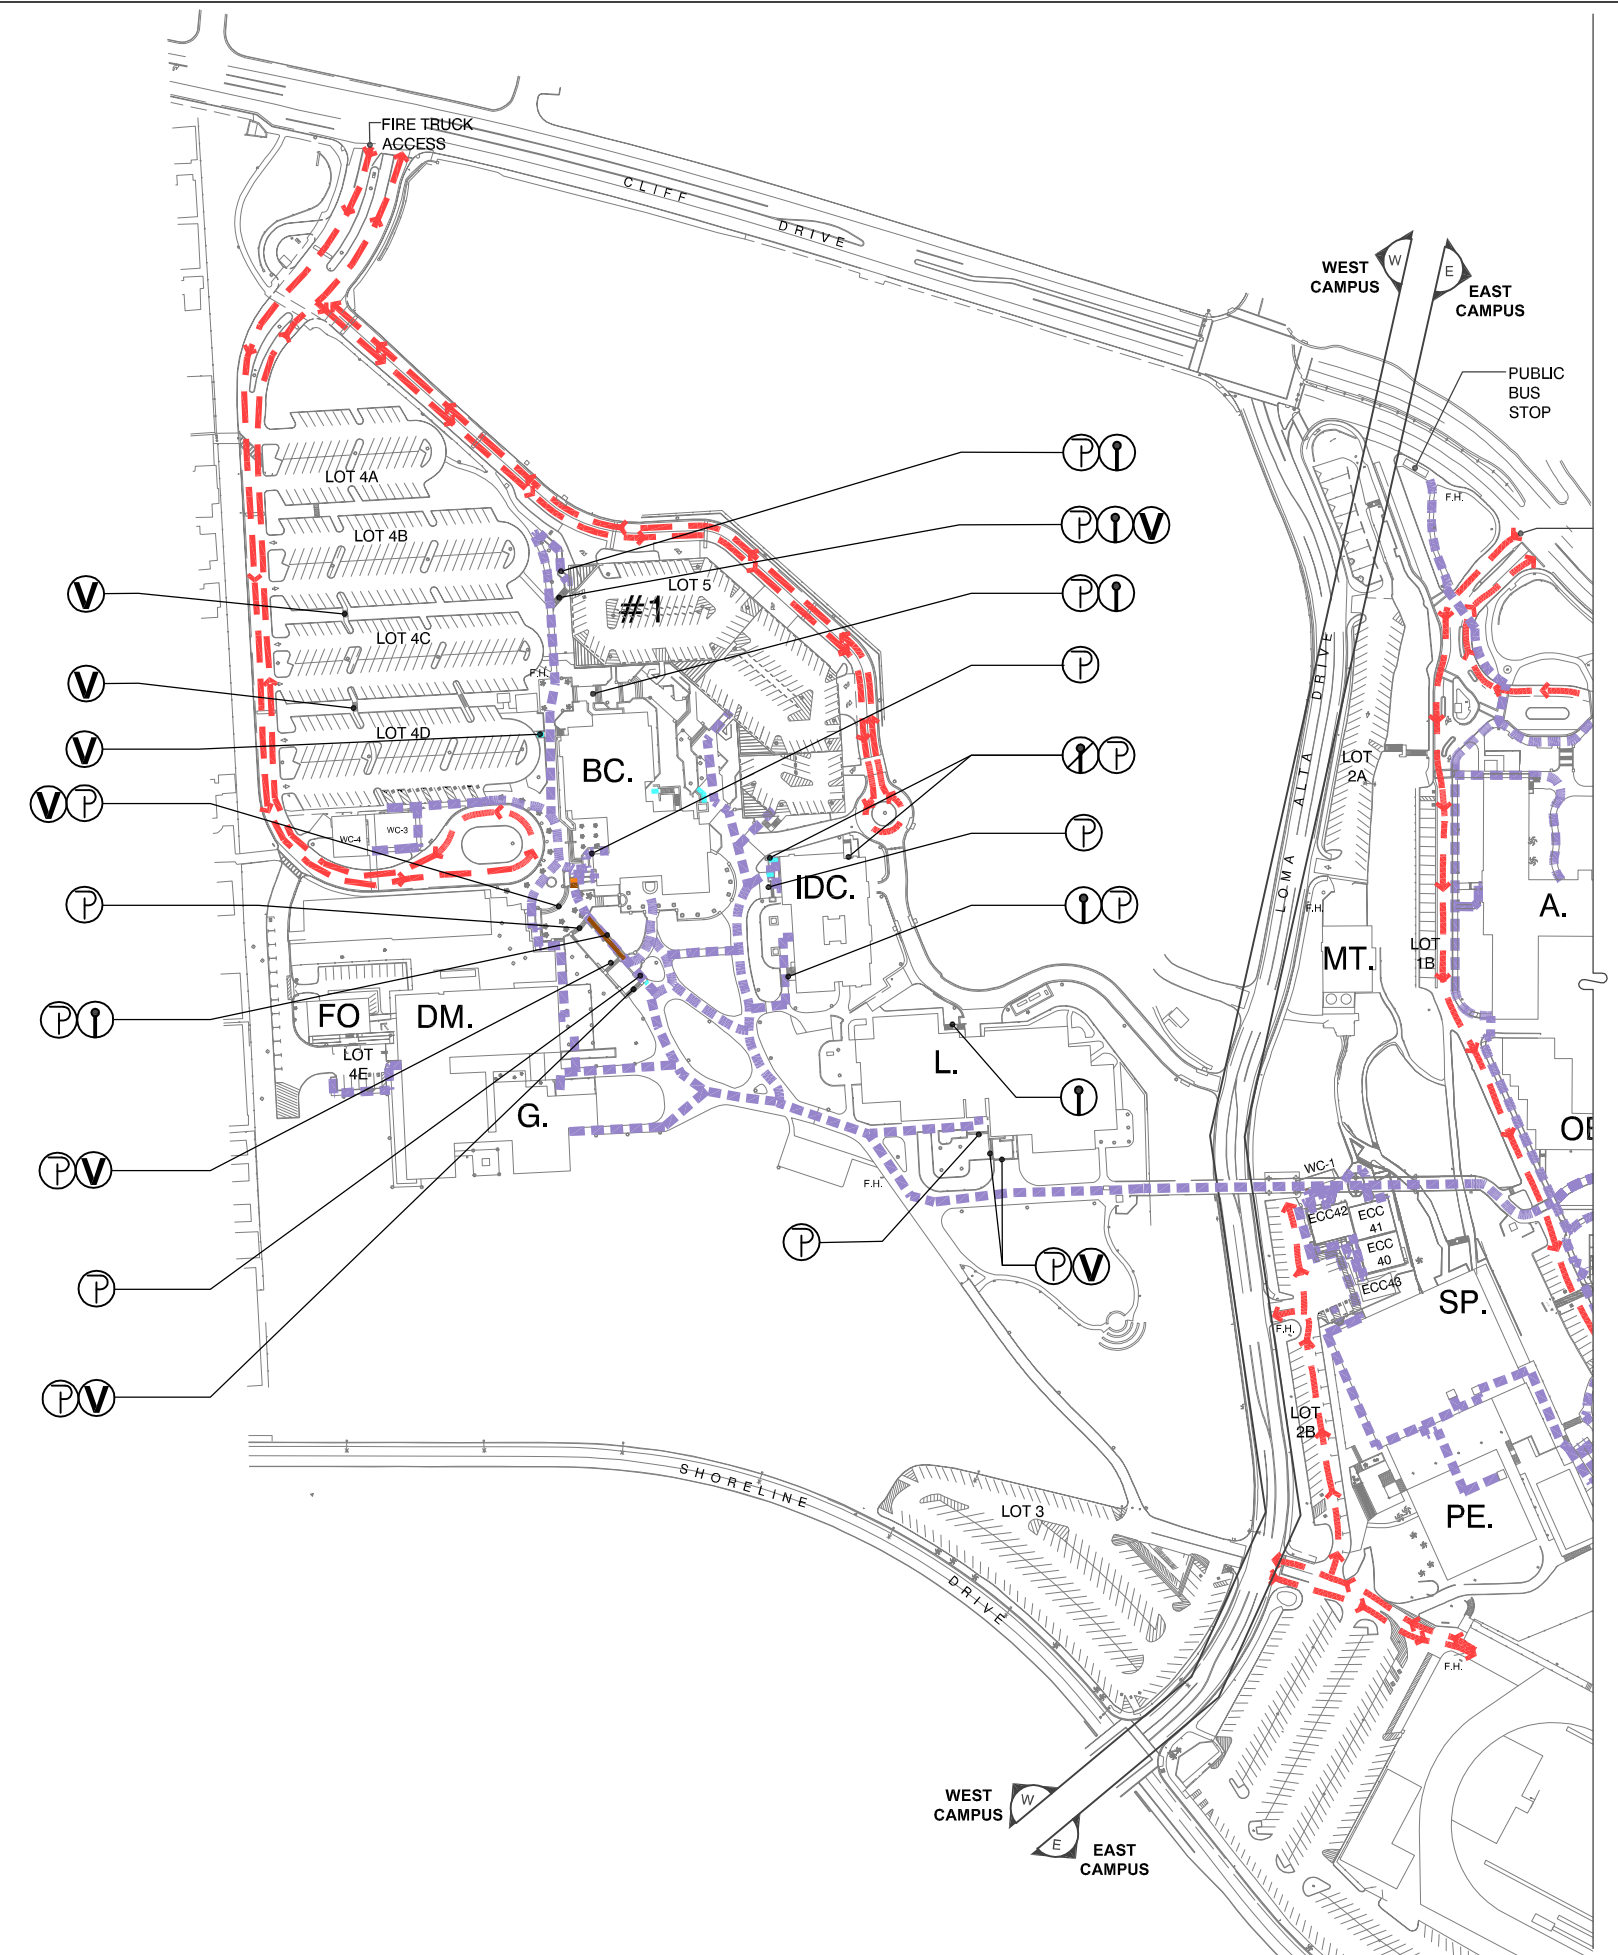 FIRE TRUCK
ACCESS
CLIFF
DRIVE
W
E
WEST
CAMPUS
EAST
CAMPUS
PUBLIC
BUS
STOP
F.H.
LOT 4A
LOT 4B
LOT 5
#1
LOT 4C
F.H.
LOT 4D
V
V
V
V P
P
P
P V
P
P V
P
P V
P
P
P
P
P
P
P V
BC.
WC-4
WC-3
IDC.
LOMA ALTA DRIVE
LOT
2A
F.H.
MT.
LOT
1B
A.
FO
DM.
LOT
4E
G.
L.
OE
F.H.
WC-1
ECC42
ECC
41
ECC
40
ECC43
SP.
F.H.
LOT
2B
PE.
SHORELINE
DRIVE
LOT 3
F.H.
WEST
CAMPUS
W
E
EAST
CAMPUS